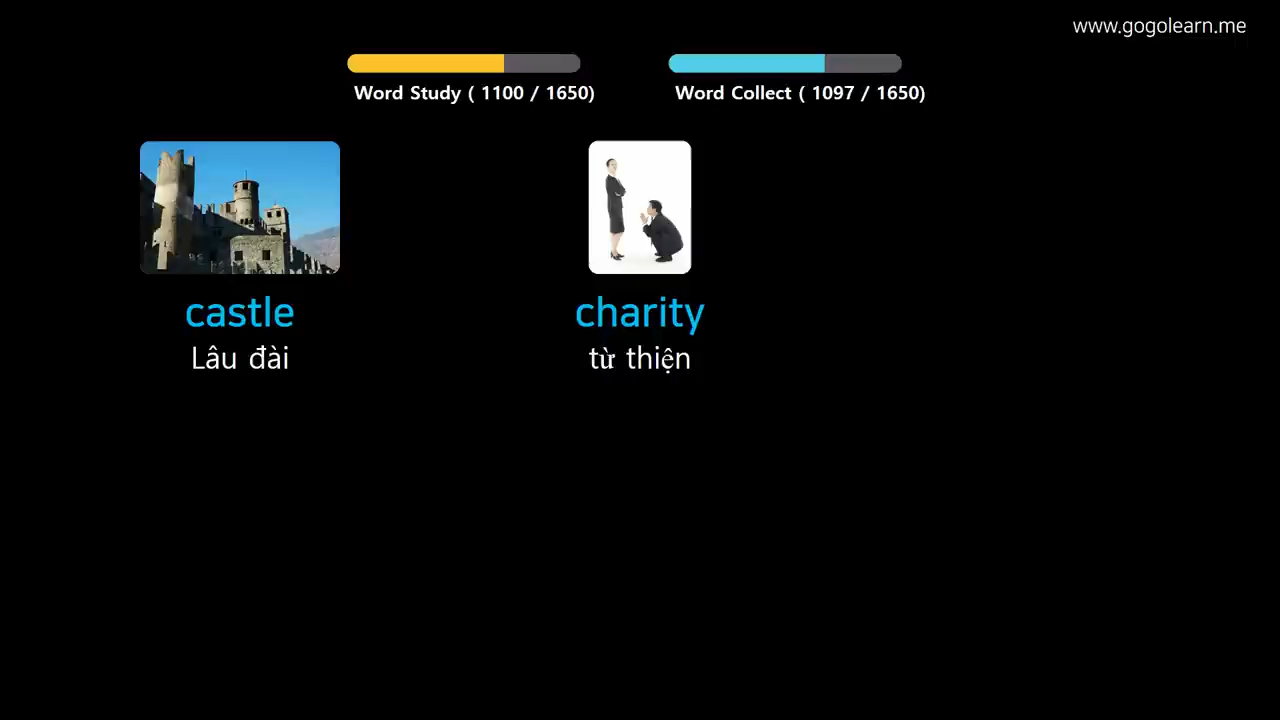 www.gogolearn.me
Word Study ( 1100 / 1650)
Word Collect ( 1097 / 1650)
castle
Lâu đài
charity
từ thiện